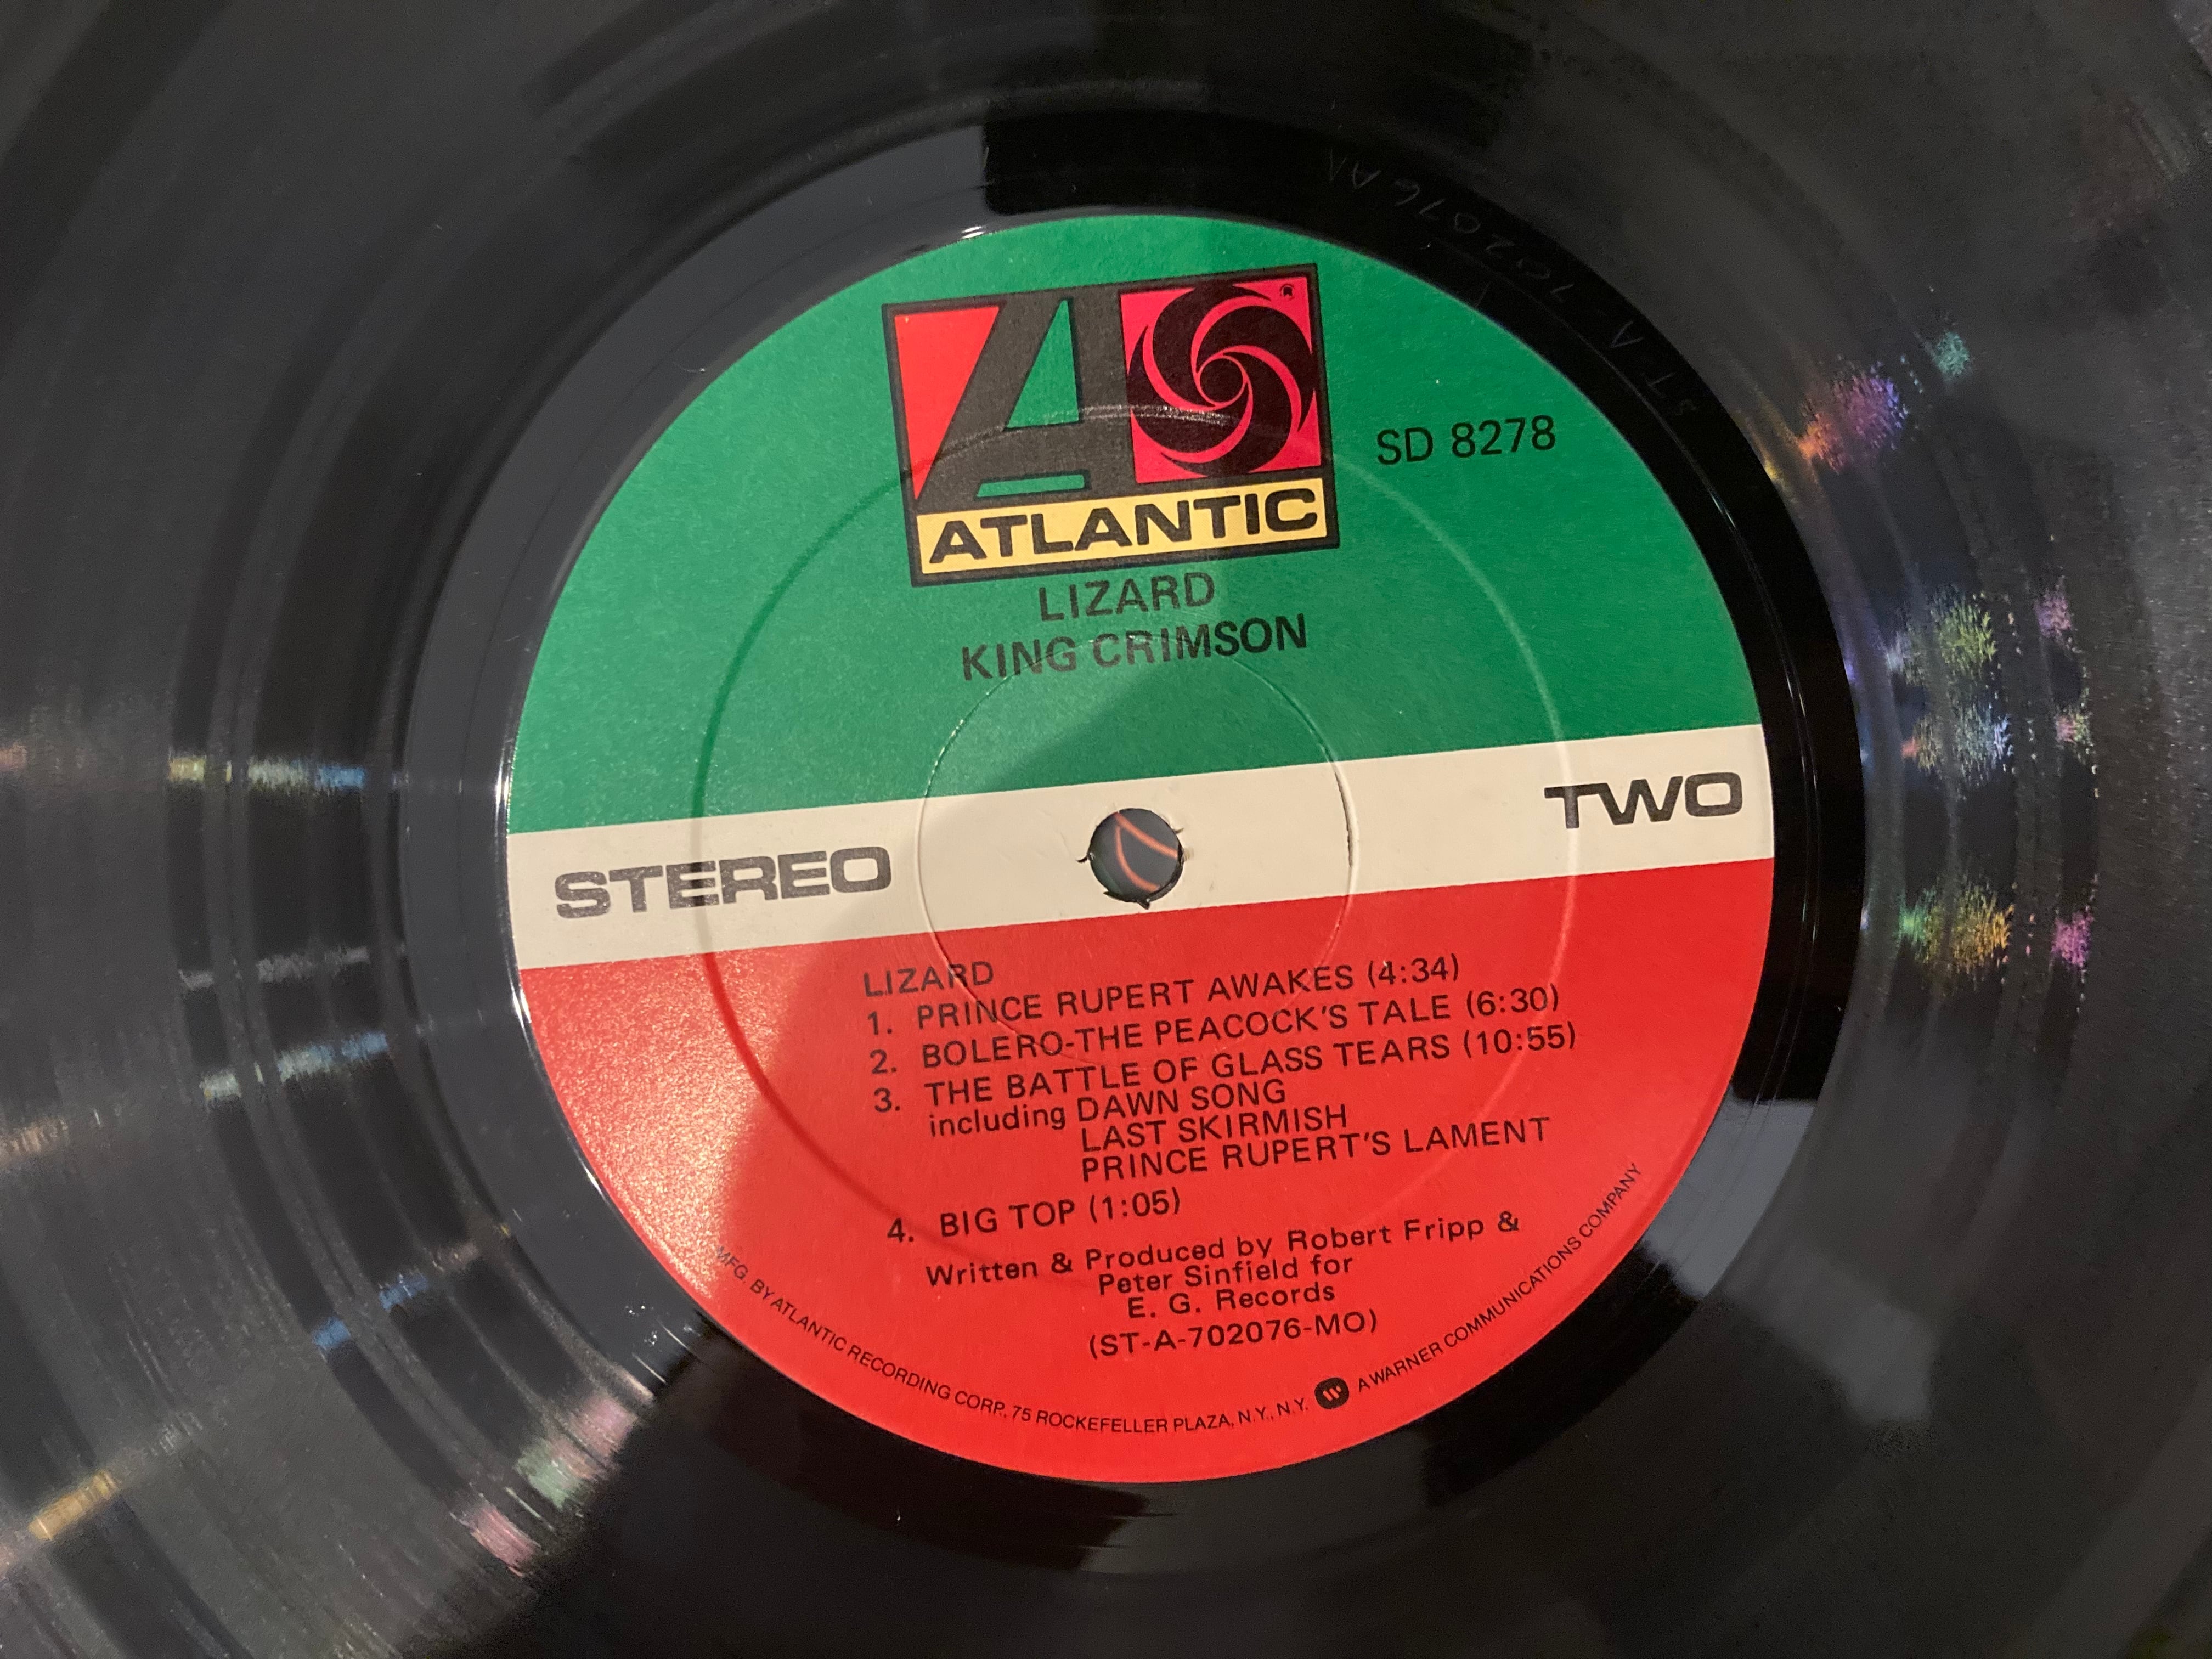 ATLANTIC
®
SD 8278
LIZARD
KING CRIMSON
STEREO
TWO
LIZARD
1. PRINCE RUPERT AWAKES (4:34)
2. BOLERO-THE PEACOCK'S TALE (6:30)
3. THE BATTLE OF GLASS TEARS (10:55)
including DAWN SONG
LAST SKIRMISH
PRINCE RUPERT'S LAMENT
4. BIG TOP (1:05)
Written & Produced by Robert Fripp &
Peter Sinfield for
E. G. Records
(ST-A-702076-MO)
MFG. BY ATLANTIC RECORDING CORP., 75 ROCKEFELLER PLAZA, N.Y., N.Y. W A WARNER COMMUNICATIONS COMPANY